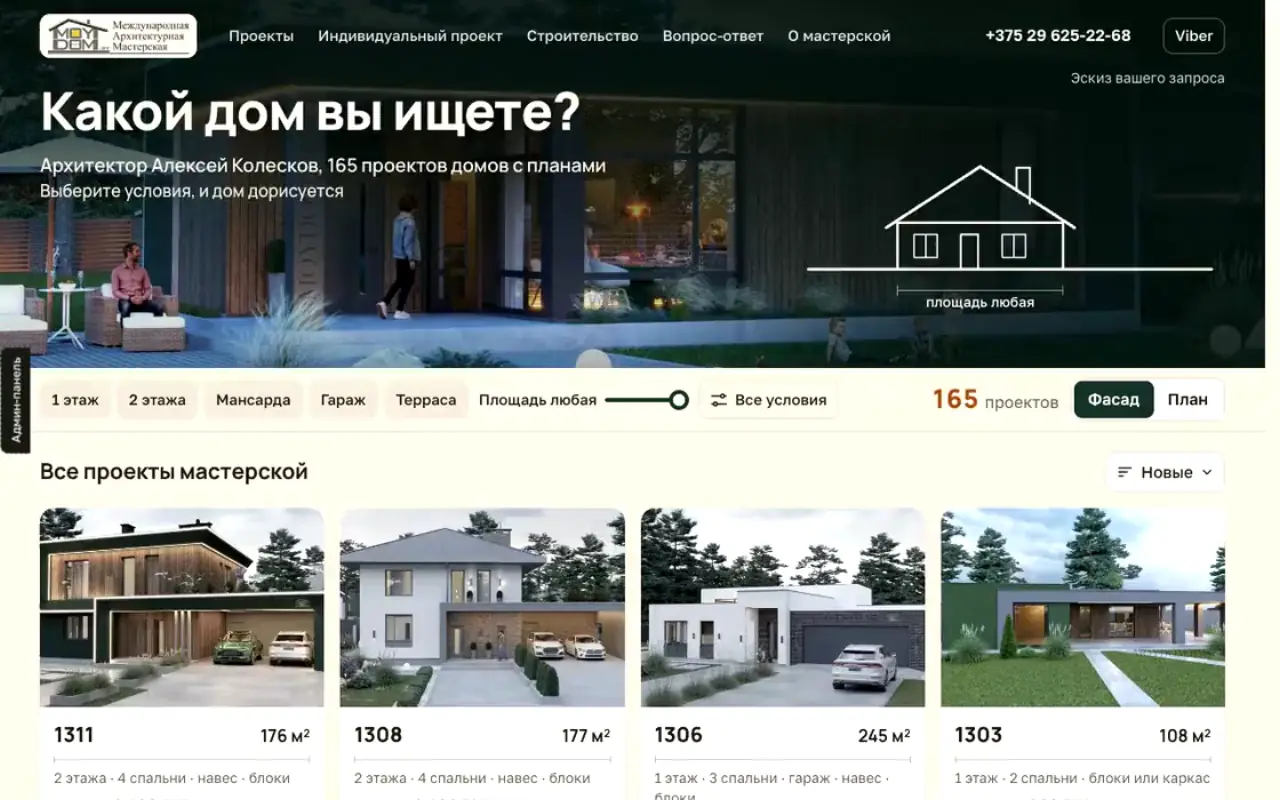 MOY DOM
Международная
Архитектурная
Мастерская
Проекты
Индивидуальный проект
Строительство
Вопрос-ответ
О мастерской
+375 29 625-22-68
Viber
Эскиз вашего запроса
Какой дом вы ищете?
Архитектор Алексей Колесков, 165 проектов домов с планами
Выберите условия, и дом дорисуется
площадь любая
Админ-панель
1 этаж
2 этажа
Мансарда
Гараж
Терраса
Площадь любая
Все условия
165 проектов
Фасад
План
Все проекты мастерской
Новые
1311 176 м²
2 этажа · 4 спальни · навес · блоки
1308 177 м²
2 этажа · 4 спальни · навес · блоки
1306 245 м²
1 этаж · 3 спальни · гараж · навес ·
блоки
1303 108 м²
1 этаж · 2 спальни · блоки или каркас